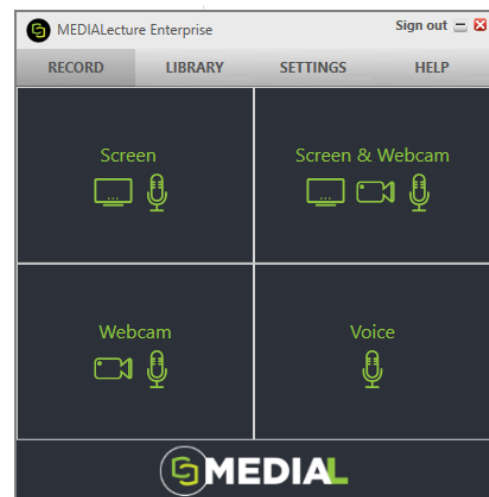 MEDIALecture Enterprise Sign out
RECORD LIBRARY SETTINGS HELP
Screen Screen & Webcam
Webcam Voice
MEDIAL